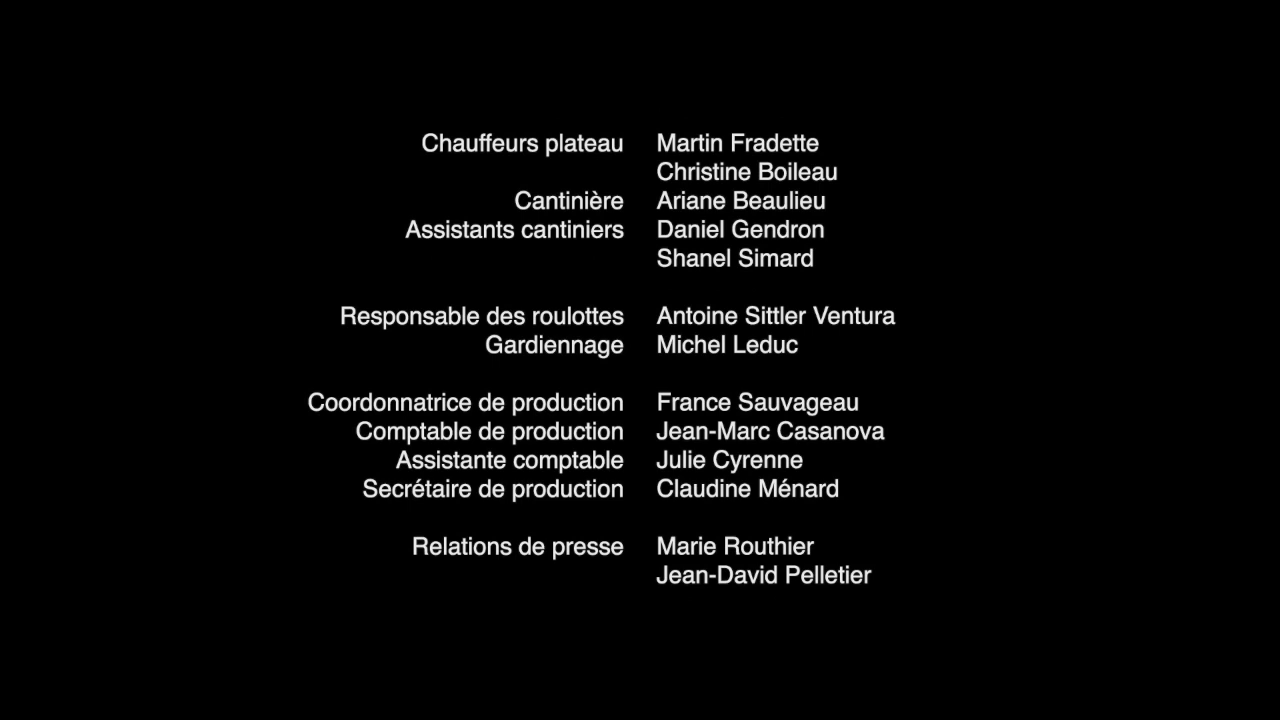 Chauffeurs plateau Martin Fradette
Christine Boileau
Cantinière Ariane Beaulieu
Assistants cantiniers Daniel Gendron
Shanel Simard
Responsable des roulottes Antoine Sittler Ventura
Gardiennage Michel Leduc
Coordonnatrice de production France Sauvageau
Comptable de production Jean-Marc Casanova
Assistante comptable Julie Cyrenne
Secrétaire de production Claudine Ménard
Relations de presse Marie Routhier
Jean-David Pelletier